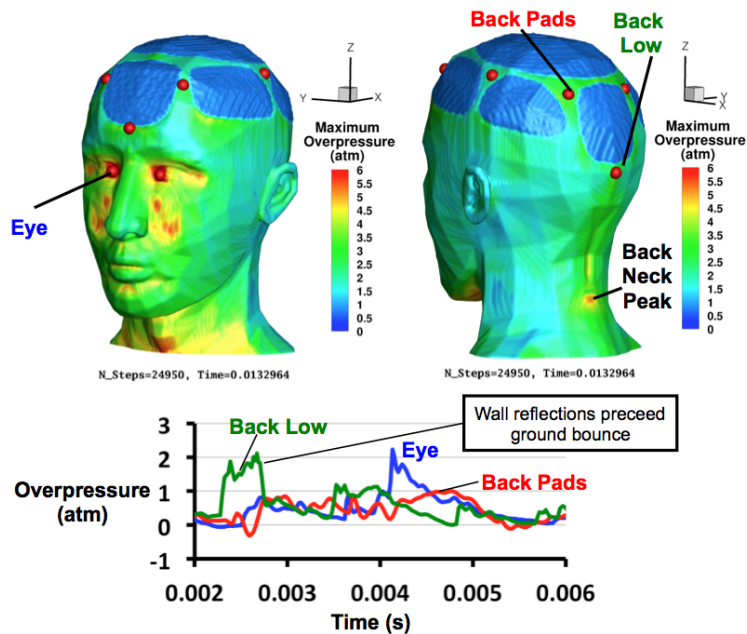 Back Pads
Back
Low
Z
Y
X
Maximum
Overpressure
(atm)
6
5.5
5
4.5
4
3.5
3
2.5
2
1.5
1
0.5
0
Eye
N_Steps=24950, Time=0.0132964
Z
Y
X
Maximum
Overpressure
(atm)
6
5.5
5
4.5
4
3.5
3
2.5
2
1.5
1
0.5
0
Back
Neck
Peak
N_Steps=24950, Time=0.0132964
Wall reflections preceed
ground bounce
Back Low
Eye
Back Pads
Overpressure
(atm)
3
2
1
0
-1
0.002 0.003 0.004 0.005 0.006
Time (s)